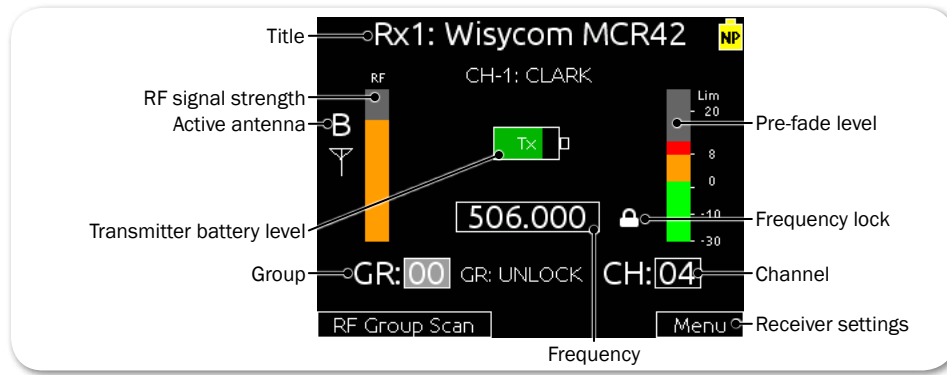 Title
Rx1: Wisycom MCR42
NP
CH-1: CLARK
RF
RF signal strength
Active antenna
B
Tx
Lim
20
8
0
-10
-30
Pre-fade level
Transmitter battery level
506.000
Frequency lock
Group
GR: 00
GR: UNLOCK
CH: 04
Channel
RF Group Scan
Menu
Receiver settings
Frequency